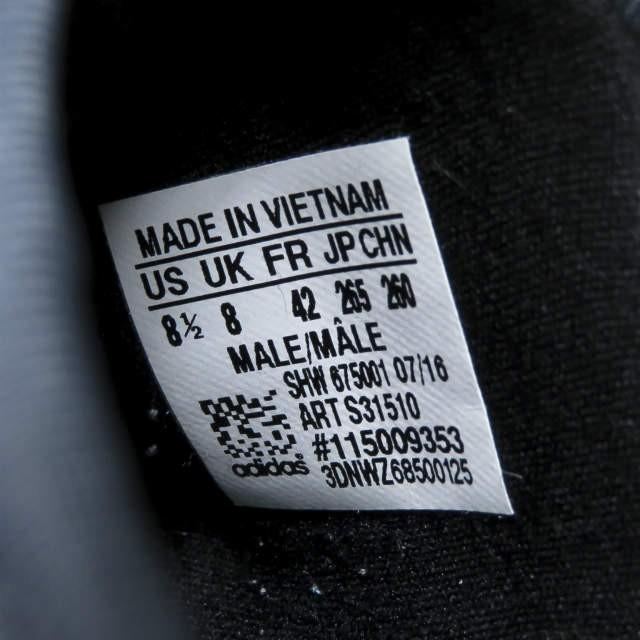 MADE IN VIETNAM
US UK FR JP CHN
8½ 8 42 265 260
MALE/MÂLE
SHW 675001 07/16
ART S31510
#115009353
adidas 3DNWZ68500125